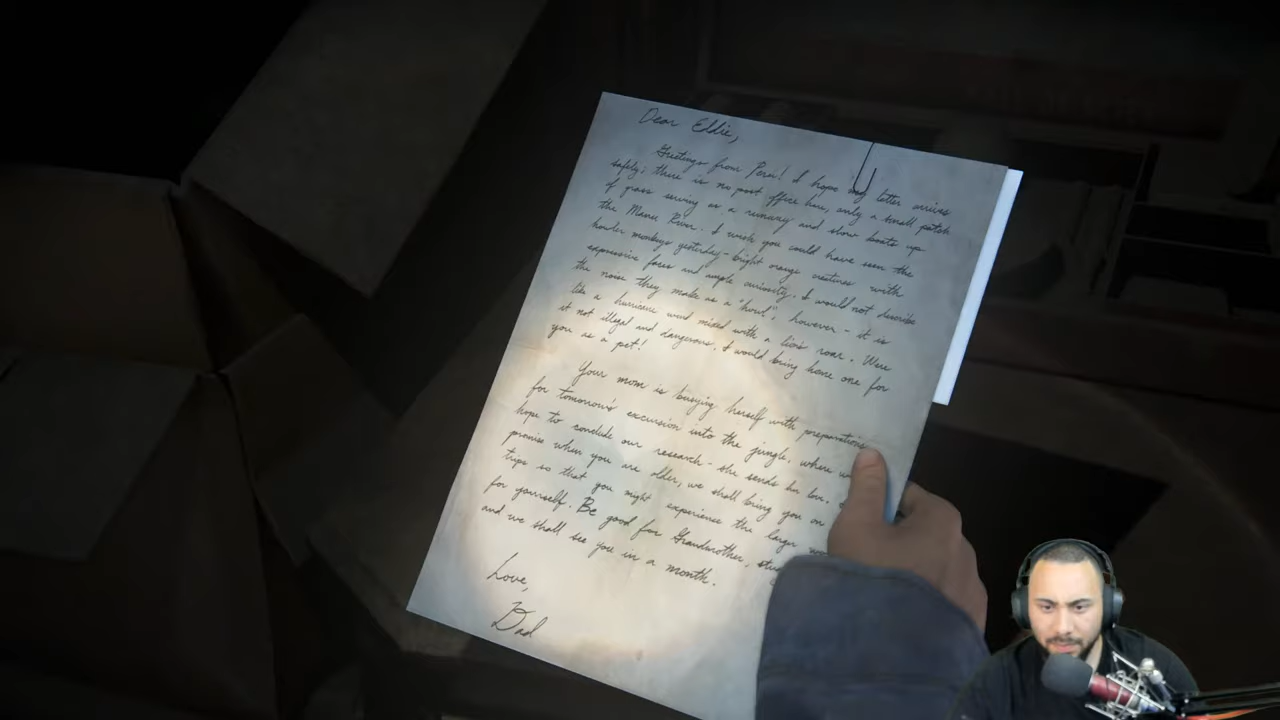 Dear Eddie,
Greetings from Peru! I hope my letter arrives
safely; there is no post office here, only a small patch
of grass serving as a runway and slow boats up
the Manu River. I wish you could have seen the
howler monkeys yesterday - bright orange creatures with
expressive faces and ample curiosity. I would not describe
the noise they make as a "howl", however - it is
like a hurricane wind mixed with a lion's roar. Were
it not illegal and dangerous, I would bring home one for
you as a pet!
Your mom is busying herself with preparations
for tomorrow's excursion into the jungle, where
hope to conclude our research - she sends her love.
promise when you are older, we shall bring you on
trips so that you might experience the large
for yourself. Be good for Grandmother,
and we shall see you in a month.
Love,
Dad